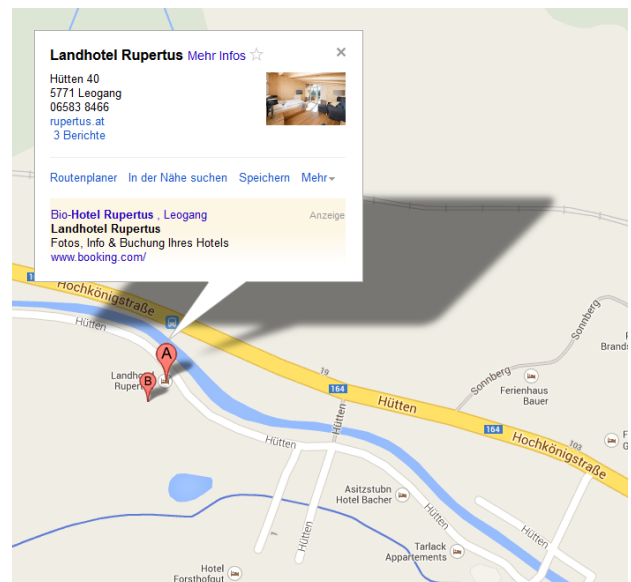 Landhotel Rupertus Mehr Infos
Hütten 40
5771 Leogang
06583 8466
rupertus.at
3 Berichte
Routenplaner In der Nähe suchen Speichern Mehr
Bio-Hotel Rupertus , Leogang
Anzeige
Landhotel Rupertus
Fotos, Info & Buchung Ihres Hotels
www.booking.com/
Hochkönigstraße
Hütten
A
B
19
164
Hütten
Sonnberg
Sonnberg
Ferienhaus
Bauer
Hütten
164
Hochkönigstraße
103
Hütten
Asitzstubn
Hotel Bacher
Hütten
Hütten
1
Hütten
Tarlack
Appartements
Hotel
Forsthofgut